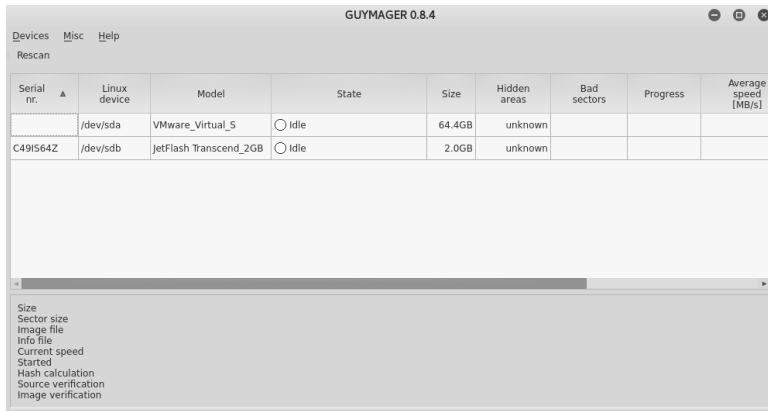 GUYMAGER 0.8.4
Devices Misc Help
Rescan
Serial nr. Linux device Model State Size Hidden areas Bad sectors Progress Average speed [MB/s]
/dev/sda VMware_Virtual_S Idle 64.4GB unknown
C49IS64Z /dev/sdb JetFlash Transcend_2GB Idle 2.0GB unknown
Size
Sector size
Image file
Info file
Current speed
Started
Hash calculation
Source verification
Image verification